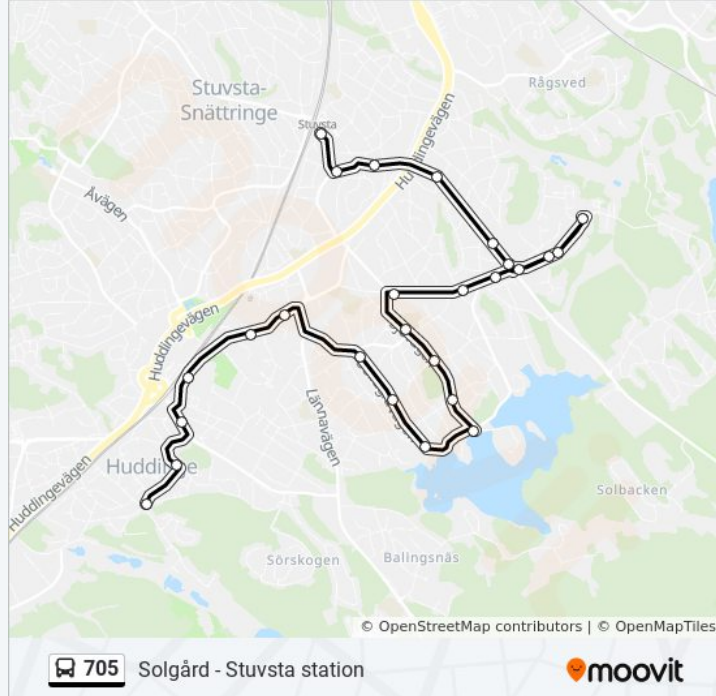 Stuvsta-
Snättringe
Rågsved
Stuvsta
Huddingevägen
Åvägen
Huddingevägen
Lännavägen
Huddinge
Huddingevägen
Solbacken
Sörskogen
Balingsnäs
© OpenStreetMap contributors | © OpenMapTiles
705 Solgård - Stuvsta station
moovit